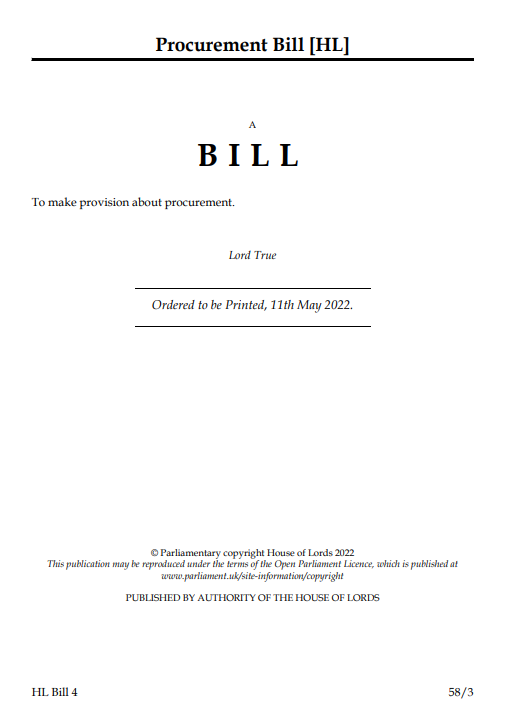 Procurement Bill [HL]
A
BILL
To make provision about procurement.
Lord True
Ordered to be Printed, 11th May 2022.
© Parliamentary copyright House of Lords 2022
This publication may be reproduced under the terms of the Open Parliament Licence, which is published at
www.parliament.uk/site-information/copyright
PUBLISHED BY AUTHORITY OF THE HOUSE OF LORDS
HL Bill 4 58/3